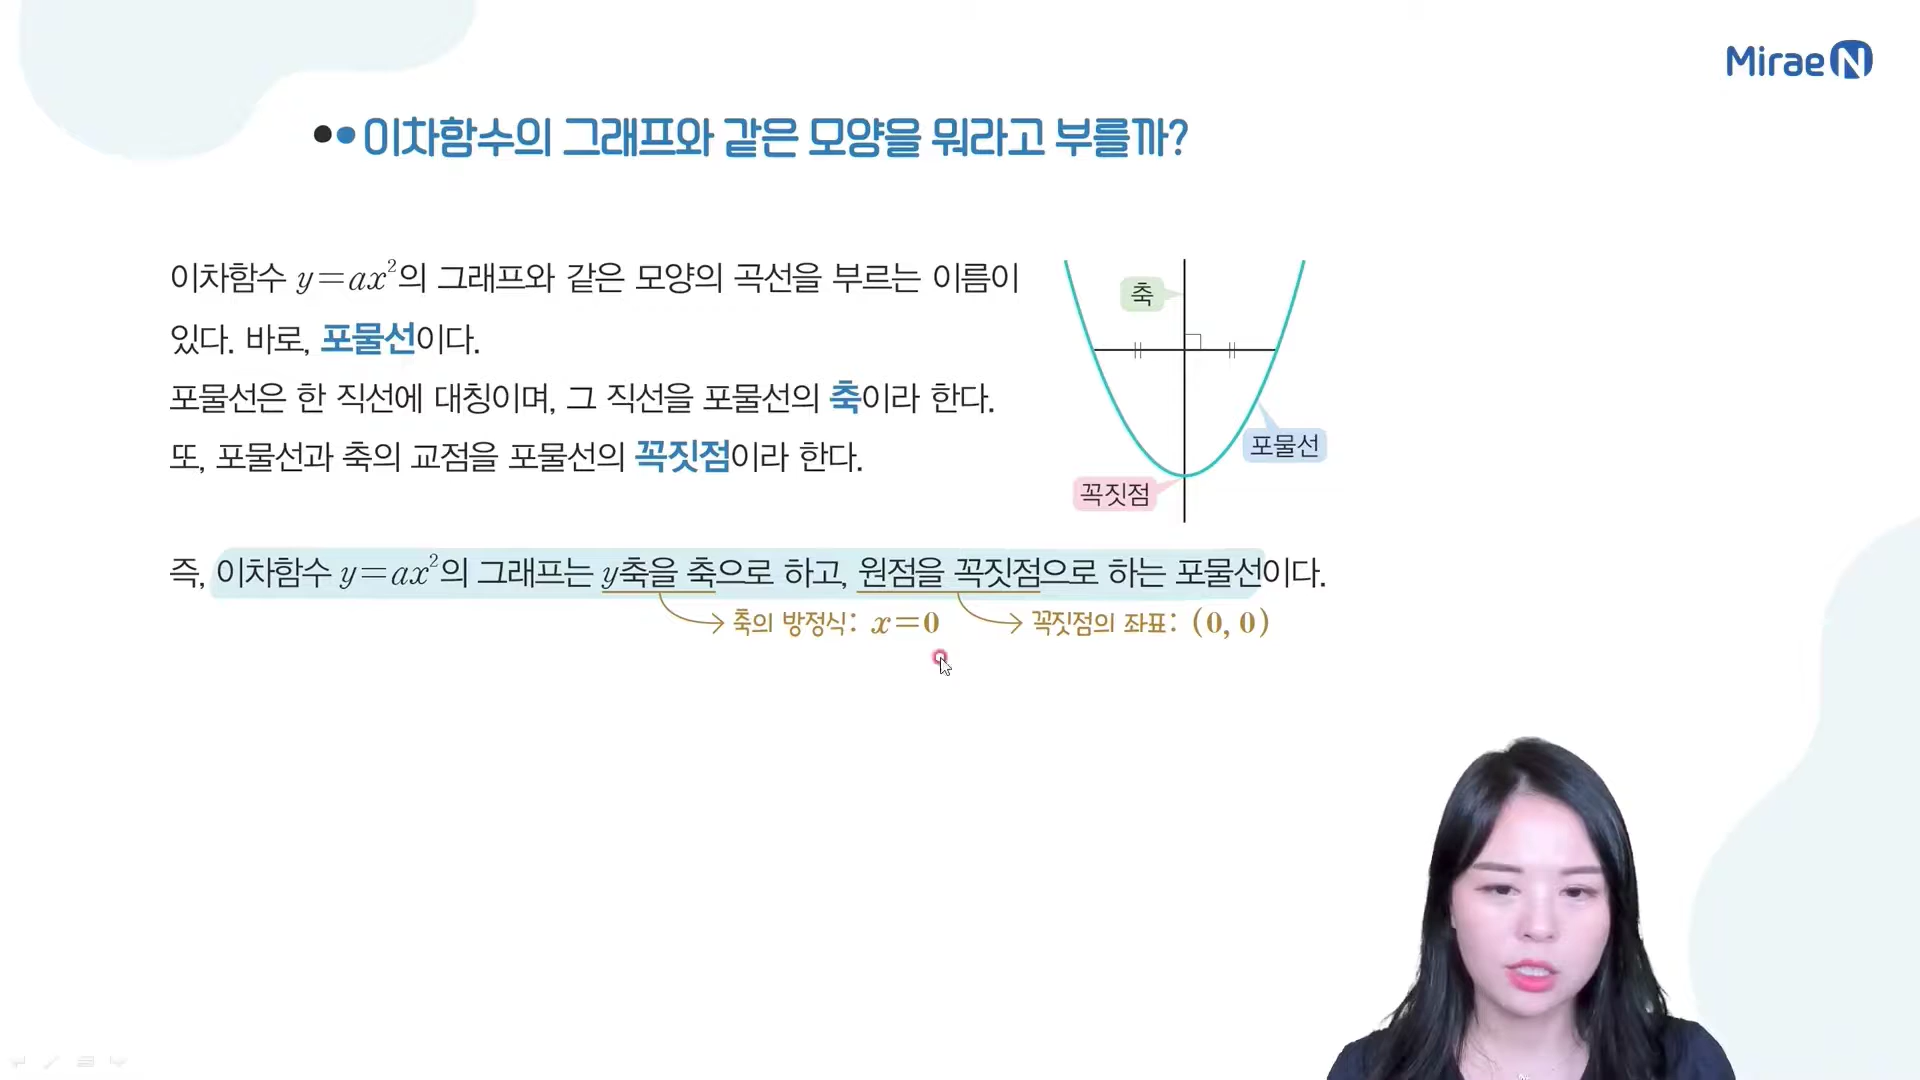 Mirae N
이차함수의 그래프와 같은 모양을 뭐라고 부를까?
이차함수 y=ax²의 그래프와 같은 모양의 곡선을 부르는 이름이
있다. 바로, 포물선이다.
포물선은 한 직선에 대칭이며, 그 직선을 포물선의 축이라 한다.
또, 포물선과 축의 교점을 포물선의 꼭짓점이라 한다.
축
포물선
꼭짓점
즉, 이차함수 y=ax²의 그래프는 y축을 축으로 하고, 원점을 꼭짓점으로 하는 포물선이다.
축의 방정식: x=0
꼭짓점의 좌표: (0, 0)